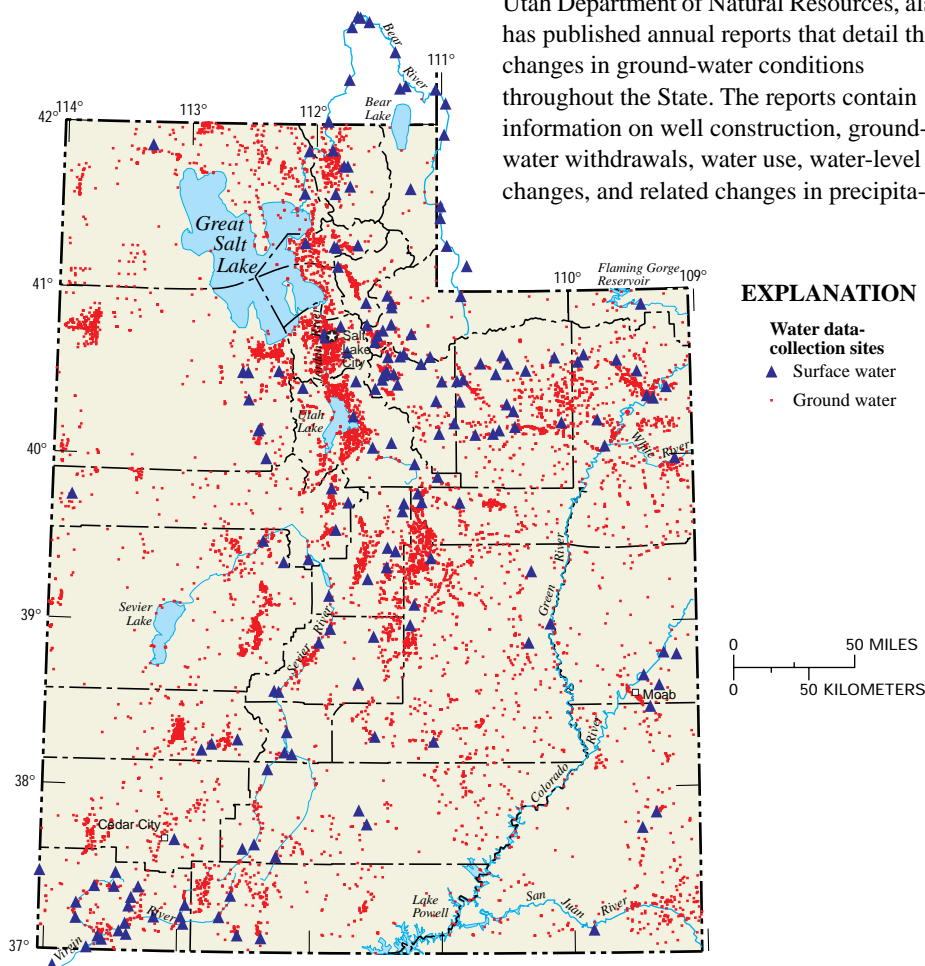 Utah Department of Natural Resources, als
has published annual reports that detail th
changes in ground-water conditions
throughout the State. The reports contain
information on well construction, ground-
water withdrawals, water use, water-level
changes, and related changes in precipita-
Bear
River
111°
Bear
Lake
114°
113°
112°
42°
Great
Salt
Lake
41°
110°
Flaming Gorge
Reservoir
109°
EXPLANATION
Water data-
collection sites
Surface water
Ground water
Jordan River
Salt
Lake
City
Utah
Lake
White River
40°
Green River
39°
Sevier
Lake
Sevier River
0 50 MILES
0 50 KILOMETERS
Moab
38°
Colorado River
Cedar City
Lake
Powell
San Juan River
37°
Virgin River